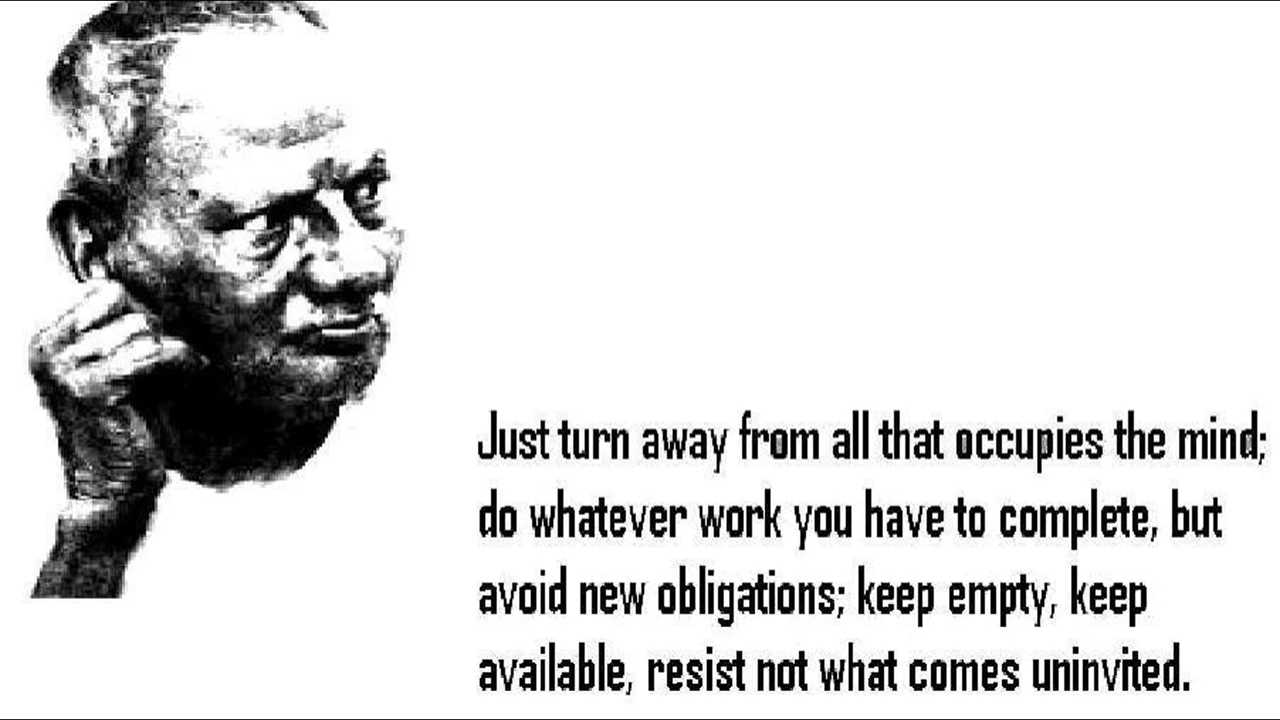 Just turn away from all that occupies the mind;
do whatever work you have to complete, but
avoid new obligations; keep empty, keep
available, resist not what comes uninvited.